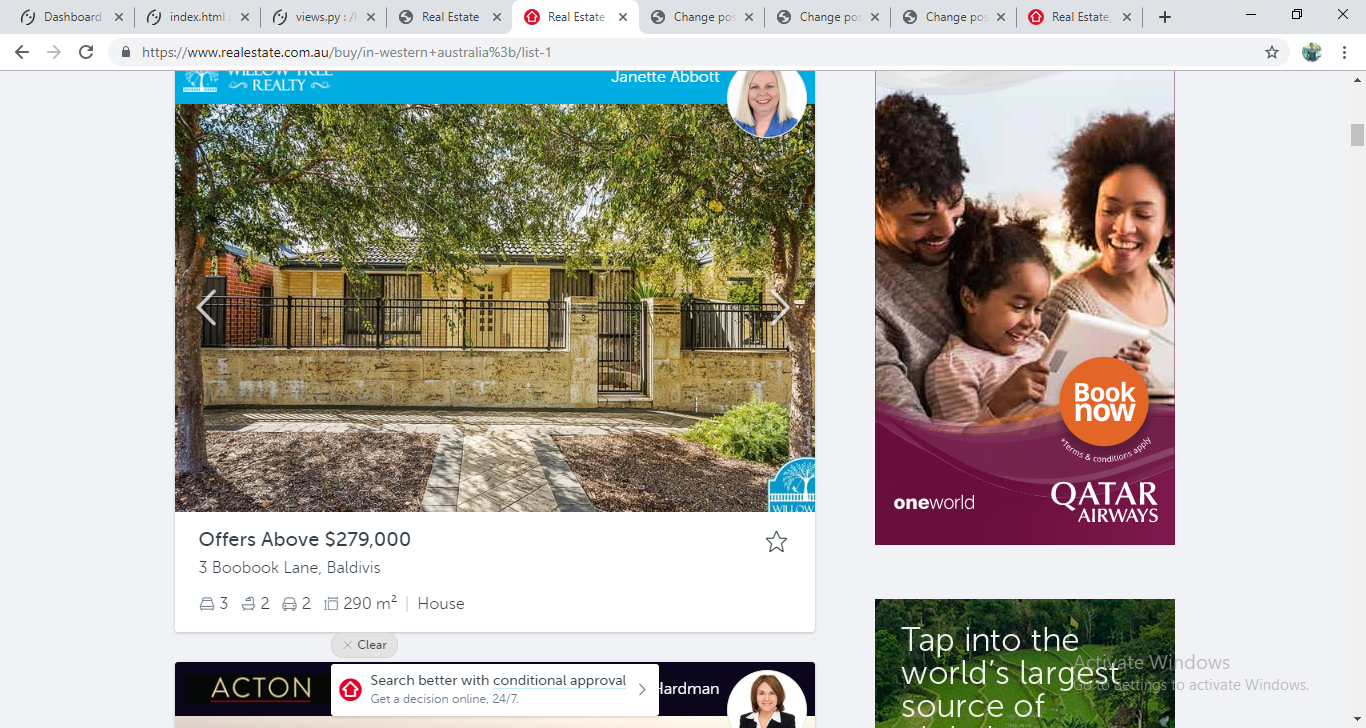 Dashboard
index.html
views.py : /h
Real Estate
Real Estate
Change pos
Change pos
Change pos
Real Estate,
https://www.realestate.com.au/buy/in-western+australia%3b/list-1
WILLOW TREE
REALTY
Janette Abbott
3
WILLOW
Offers Above $279,000
3 Boobook Lane, Baldivis
3 2 2 290 m² | House
Clear
ACTON
Search better with conditional approval
Get a decision online, 24/7.
Hardman
Book
now
*Terms & conditions apply
oneworld
QATAR
AIRWAYS
Tap into the
world's largest
source of
Activate Windows
Go to Settings to activate Windows.